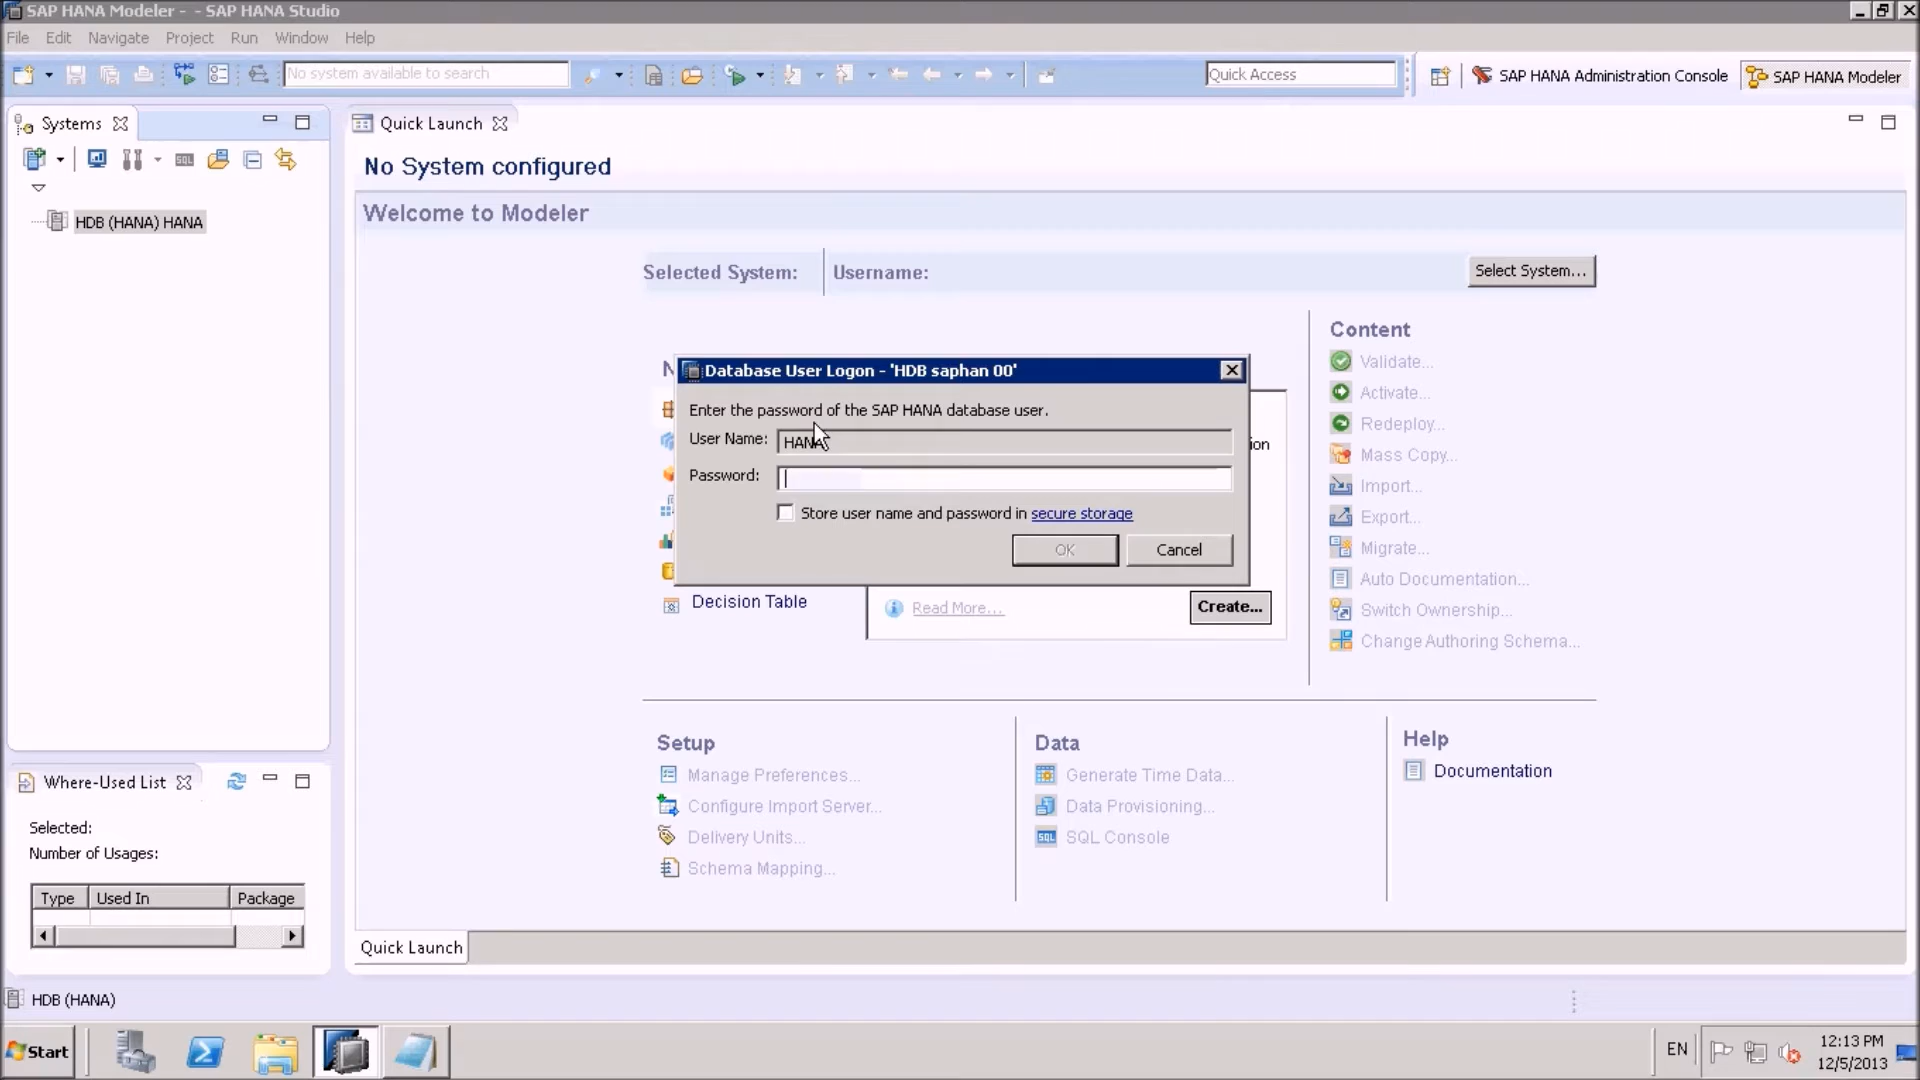 SAP HANA Modeler - - SAP HANA Studio
File Edit Navigate Project Run Window Help
No system available to search
Quick Access
SAP HANA Administration Console
SAP HANA Modeler
Systems
Quick Launch
SQL
No System configured
HDB (HANA) HANA
Welcome to Modeler
Selected System:
Username:
Select System...
Content
Validate...
Activate...
Redeploy...
Mass Copy...
Import...
Export...
Migrate...
Auto Documentation...
Switch Ownership...
Change Authoring Schema...
N
Database User Logon - 'HDB saphan 00'
Enter the password of the SAP HANA database user.
User Name: HANA
ion
Password:
Store user name and password in secure storage
OK
Cancel
Decision Table
Read More...
Create...
Setup
Manage Preferences...
Configure Import Server...
Delivery Units...
Schema Mapping...
Data
Generate Time Data...
Data Provisioning...
SQL SQL Console
Help
Documentation
Where-Used List
Selected:
Number of Usages:
Type Used In Package
Quick Launch
HDB (HANA)
Start
EN
12:13 PM
12/5/2013